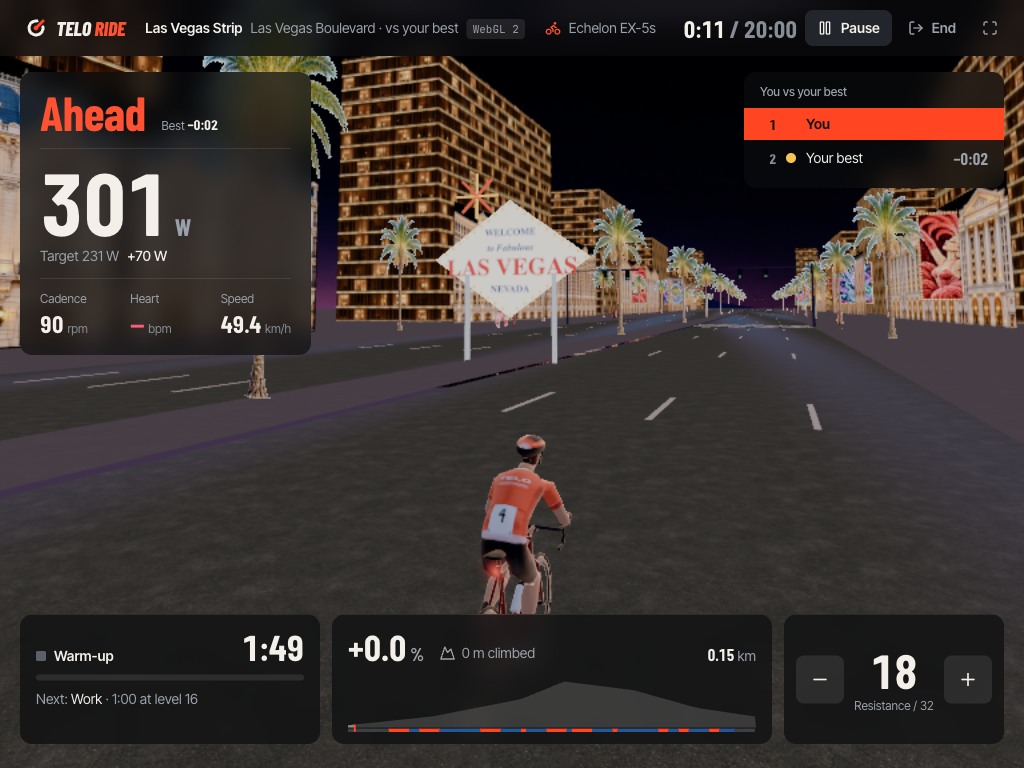 TELO RIDE Las Vegas Strip Las Vegas Boulevard · vs your best WebGL 2 Echelon EX-5s 0:11 / 20:00 Pause End
Ahead Best −0:02
301 W
Target 231 W +70 W
Cadence Heart Speed
90 rpm – bpm 49.4 km/h
You vs your best
1 You
2 Your best −0:02
WELCOME
to Fabulous
LAS VEGAS
NEVADA
TELO
4
Warm-up 1:49
Next: Work · 1:00 at level 16
+0.0 % 0 m climbed 0.15 km
− 18 +
Resistance / 32